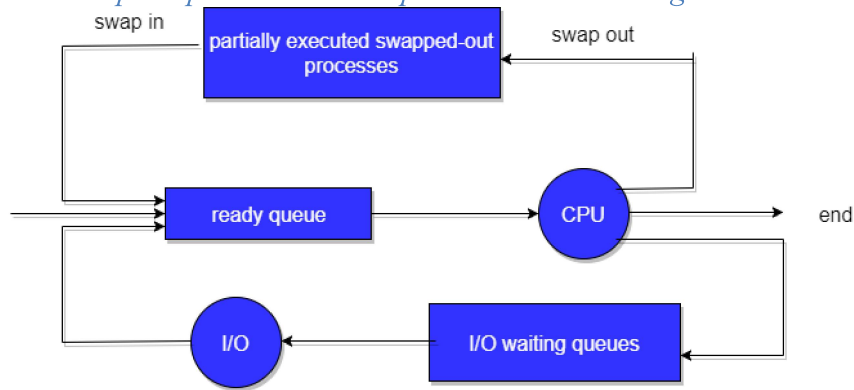 swap in
partially executed swapped-out
processes
swap out
ready queue
CPU
end
I/O
I/O waiting queues